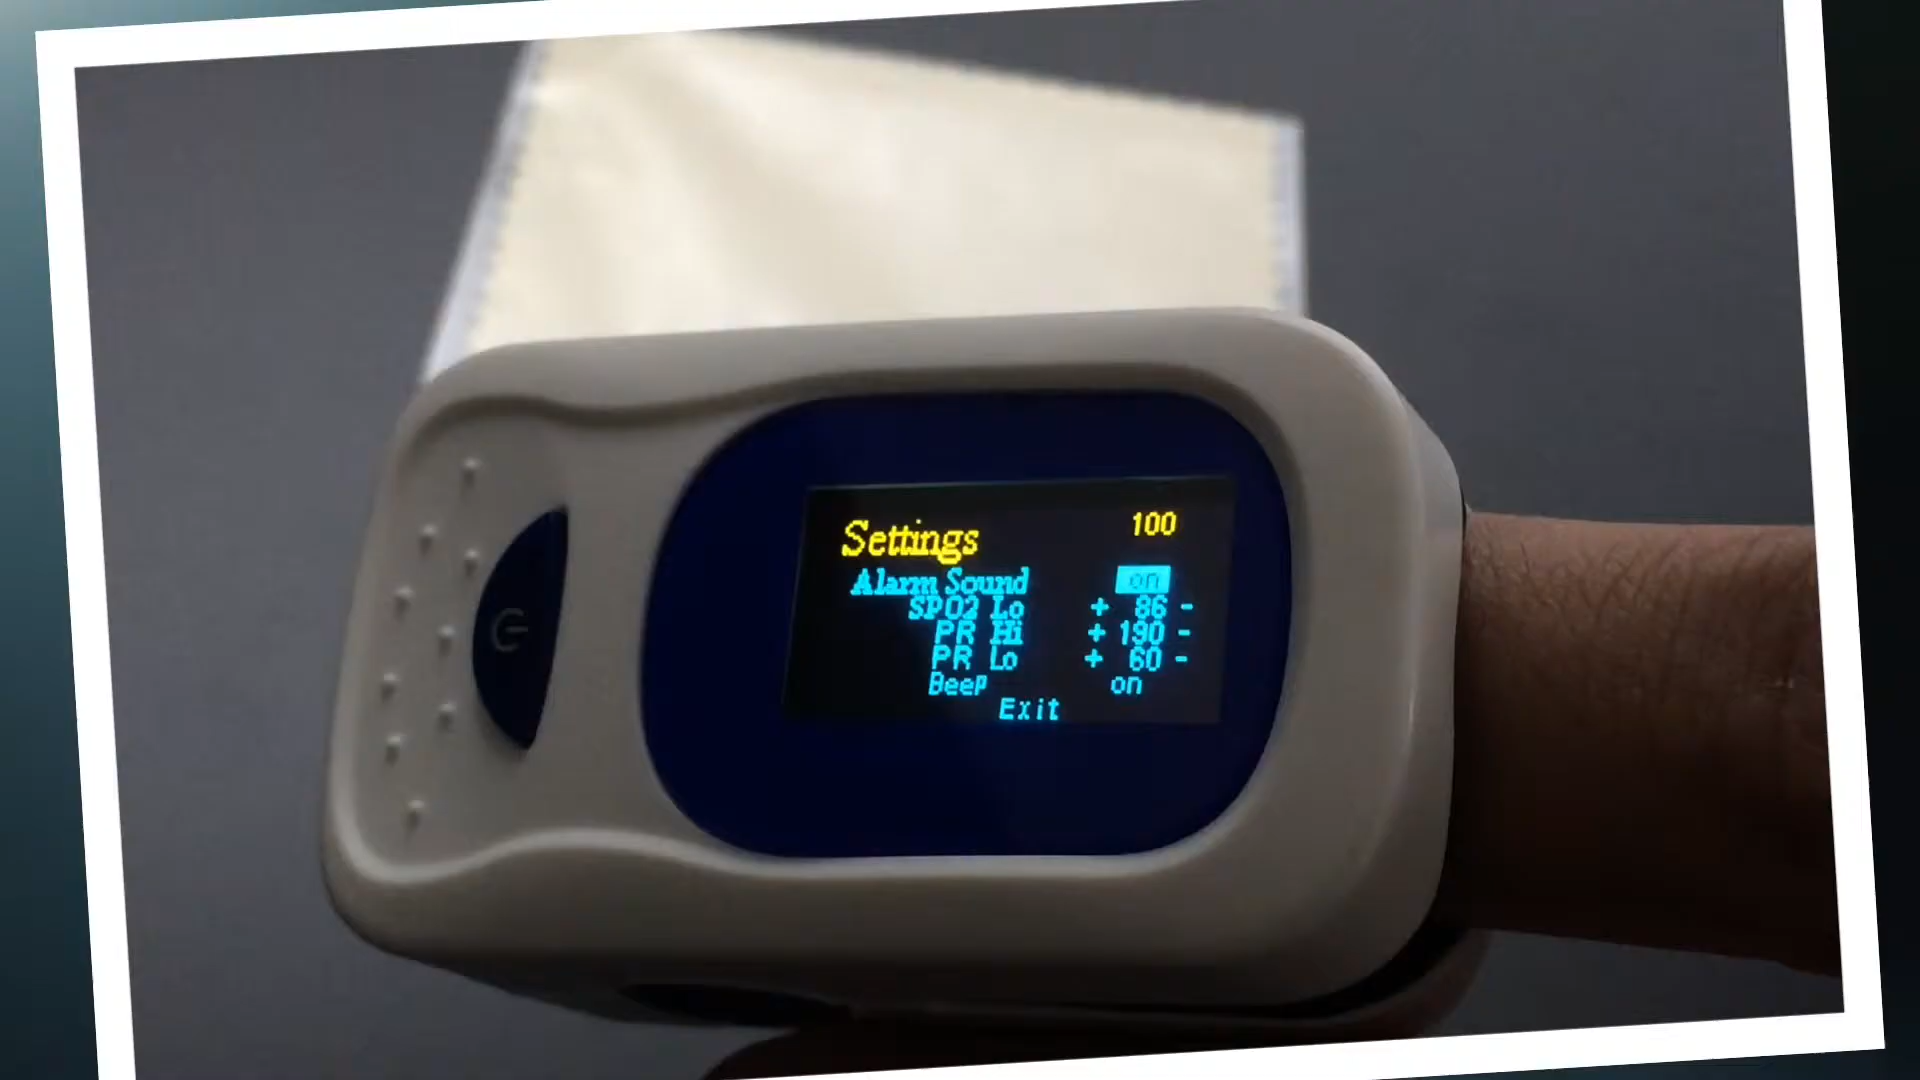 Settings 100
Alarm Sound on
SPO2 Lo + 86 -
PR Hi + 190 -
PR Lo + 60 -
Beep on
Exit